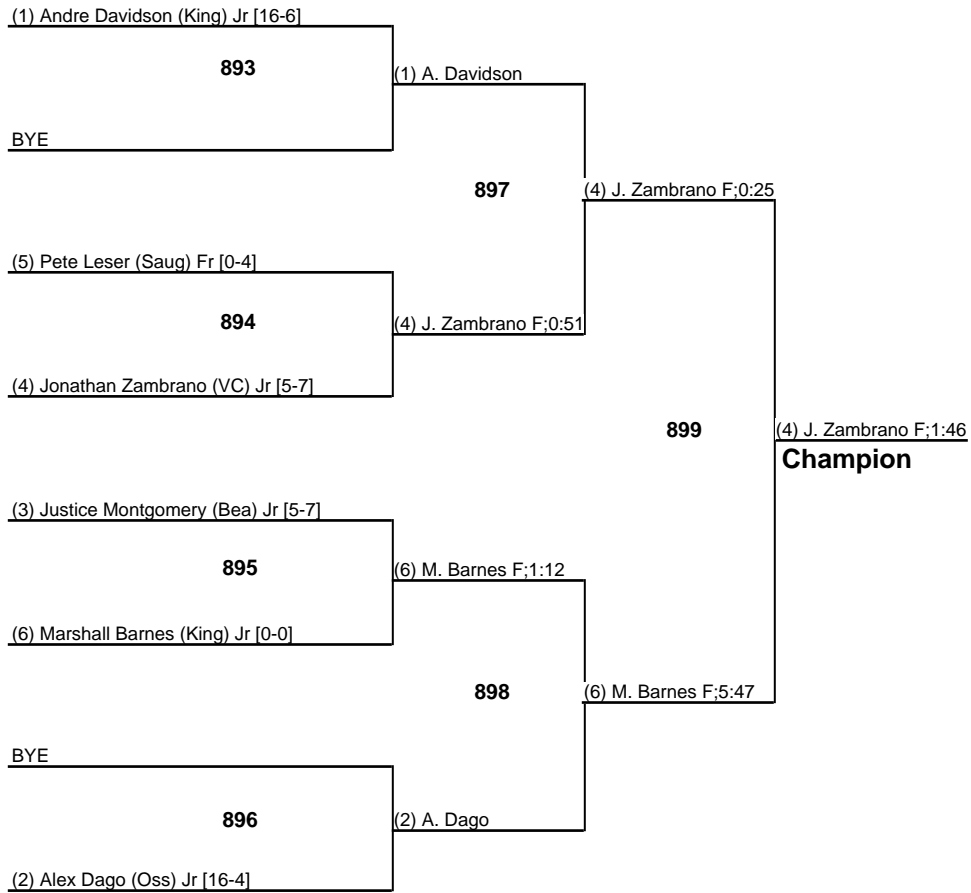 (1) Andre Davidson (King) Jr [16-6]
893
(1) A. Davidson
BYE
897
(4) J. Zambrano F;0:25
(5) Pete Leser (Saug) Fr [0-4]
894
(4) J. Zambrano F;0:51
(4) Jonathan Zambrano (VC) Jr [5-7]
899
(4) J. Zambrano F;1:46
Champion
(3) Justice Montgomery (Bea) Jr [5-7]
895
(6) M. Barnes F;1:12
(6) Marshall Barnes (King) Jr [0-0]
898
(6) M. Barnes F;5:47
BYE
896
(2) A. Dago
(2) Alex Dago (Oss) Jr [16-4]